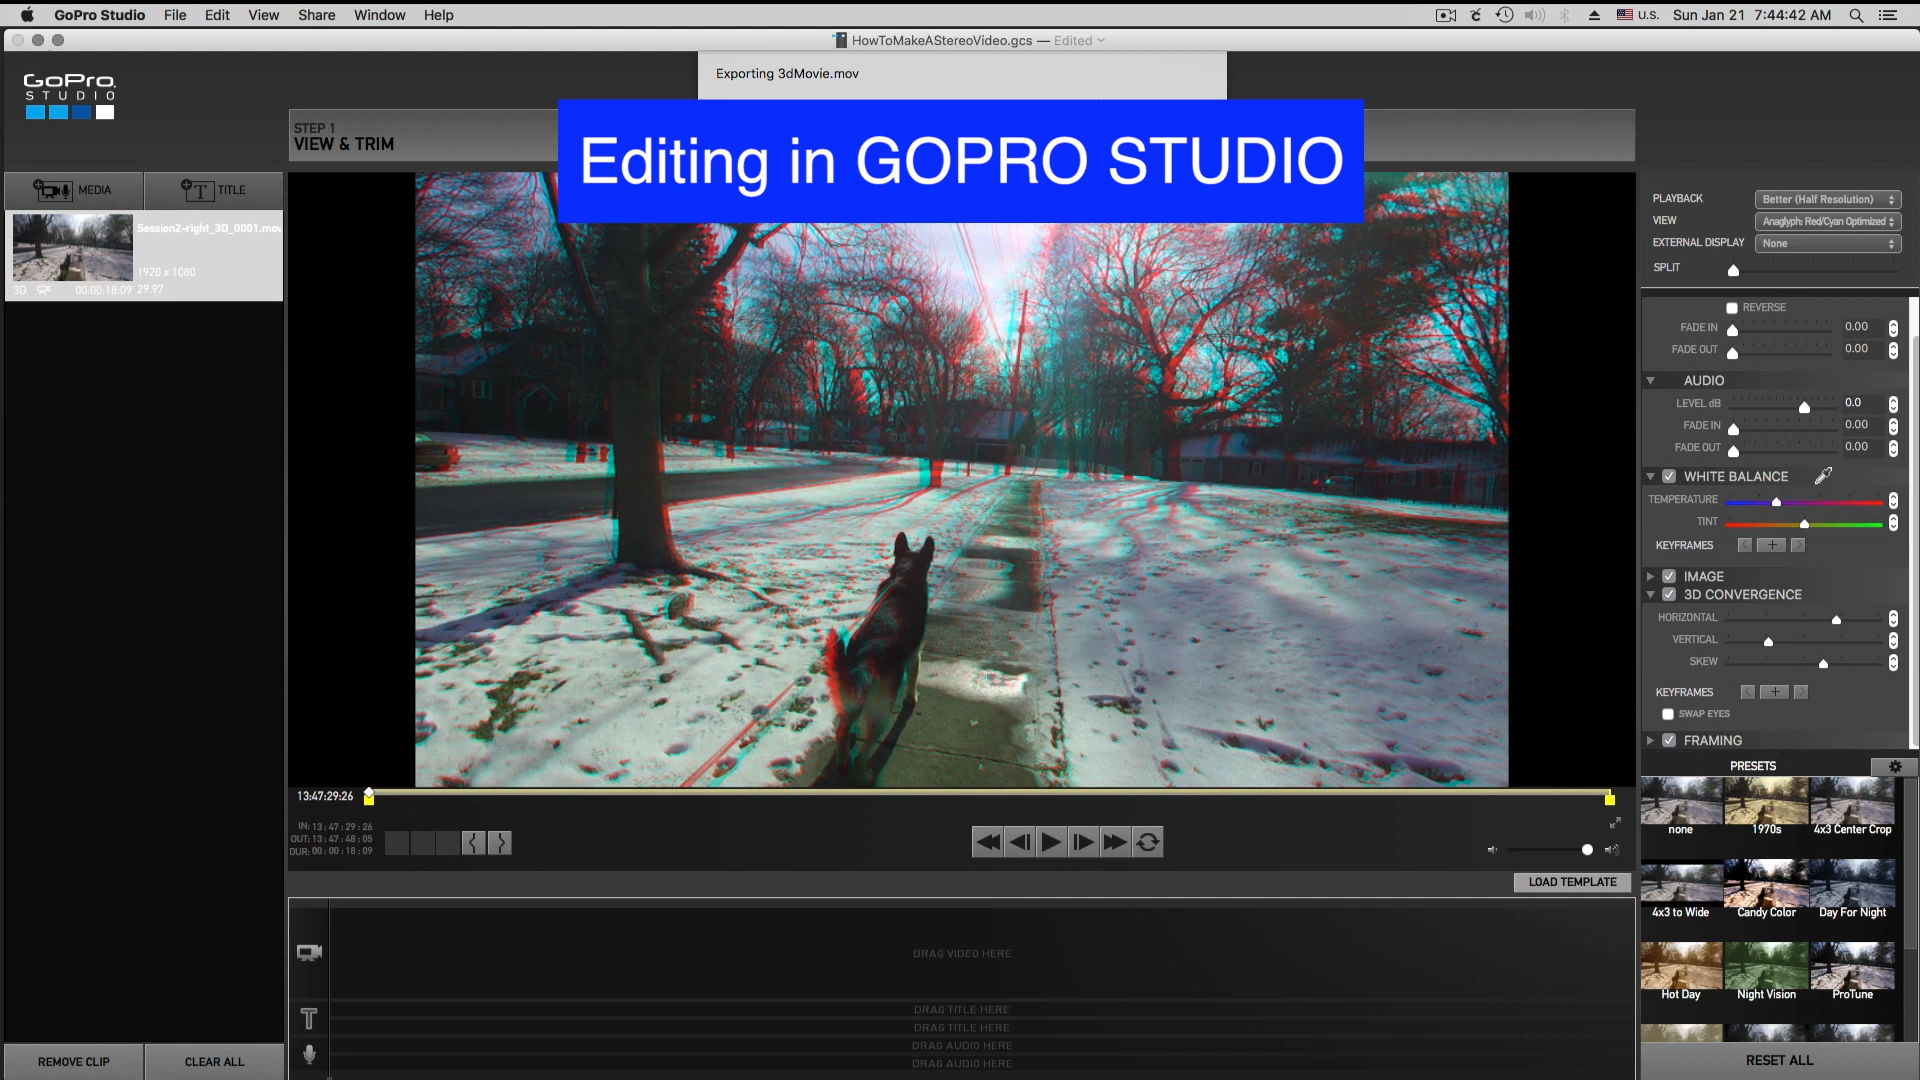 GoPro Studio File Edit View Share Window Help
U.S. Sun Jan 21 7:44:42 AM
HowToMakeAStereoVideo.gcs — Edited
Exporting 3dMovie.mov
GoPro
STUDIO
STEP 1
VIEW & TRIM
Editing in GOPRO STUDIO
MEDIA
TITLE
Session2-right_3D_0001.mov
1920 x 1080
3D 00:00:18:09 29.97
PLAYBACK Better (Half Resolution)
VIEW Anaglyph: Red/Cyan Optimized
EXTERNAL DISPLAY None
SPLIT
REVERSE
FADE IN 0.00
FADE OUT 0.00
AUDIO
LEVEL dB 0.0
FADE IN 0.00
FADE OUT 0.00
WHITE BALANCE
TEMPERATURE
TINT
KEYFRAMES
IMAGE
3D CONVERGENCE
HORIZONTAL
VERTICAL
SKEW
KEYFRAMES
SWAP EYES
FRAMING
PRESETS
none 1970s 4x3 Center Crop
4x3 to Wide Candy Color Day For Night
Hot Day Night Vision ProTune
RESET ALL
13:47:29:26
IN: 13:47:29:26
OUT: 13:47:48:05
DUR: 00:00:18:09
LOAD TEMPLATE
DRAG VIDEO HERE
T
DRAG TITLE HERE
DRAG TITLE HERE
DRAG AUDIO HERE
DRAG AUDIO HERE
REMOVE CLIP
CLEAR ALL